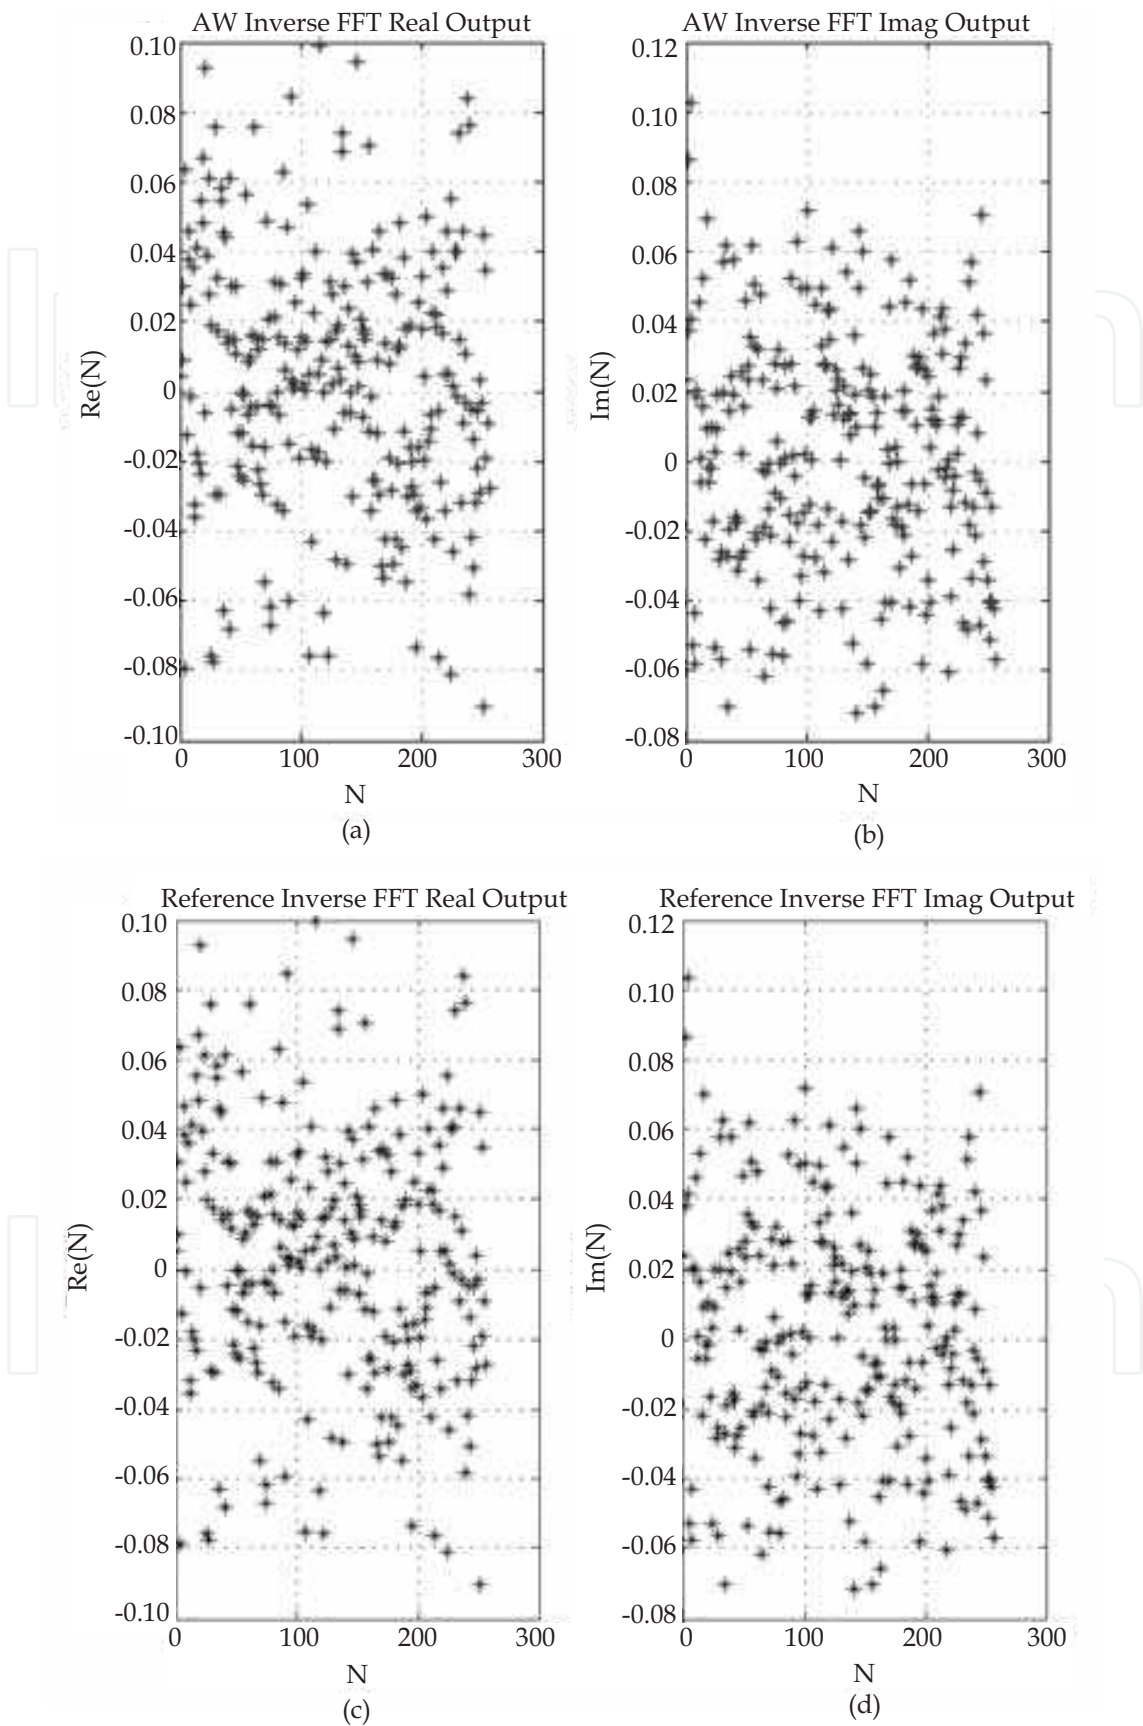 AW Inverse FFT Real Output
0.10
0.08
0.06
0.04
0.02
0
-0.02
-0.04
-0.06
-0.08
-0.10
Re(N)
0 100 200 300
N
(a)
AW Inverse FFT Imag Output
0.12
0.10
0.08
0.06
0.04
0.02
0
-0.02
-0.04
-0.06
-0.08
Im(N)
0 100 200 300
N
(b)
Reference Inverse FFT Real Output
0.10
0.08
0.06
0.04
0.02
0
-0.02
-0.04
-0.06
-0.08
-0.10
Re(N)
0 100 200 300
N
(c)
Reference Inverse FFT Imag Output
0.12
0.10
0.08
0.06
0.04
0.02
0
-0.02
-0.04
-0.06
-0.08
Im(N)
0 100 200 300
N
(d)